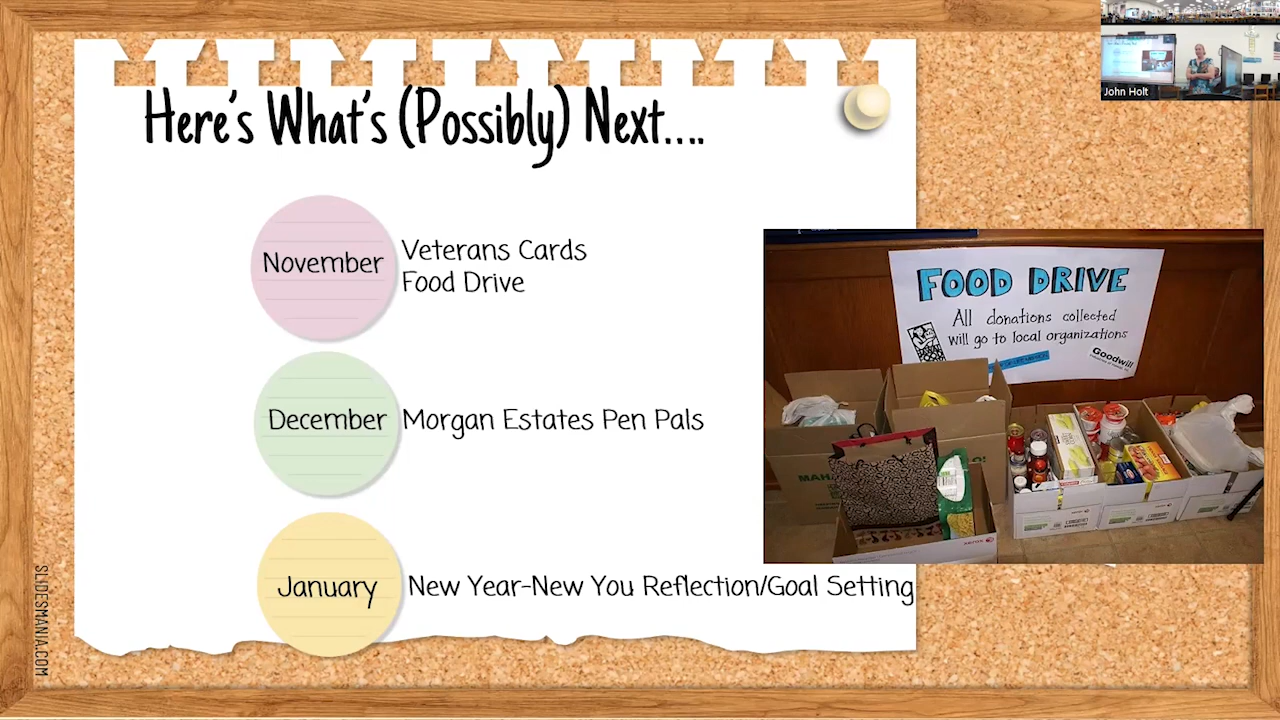 Here's What's (Possibly) Next....
John Holt
November
Veterans Cards
Food Drive
FOOD DRIVE
All donations collected
will go to local organizations
Goodwill
December
Morgan Estates Pen Pals
January
New Year-New You Reflection/Goal Setting
SLIDESMANIA.COM